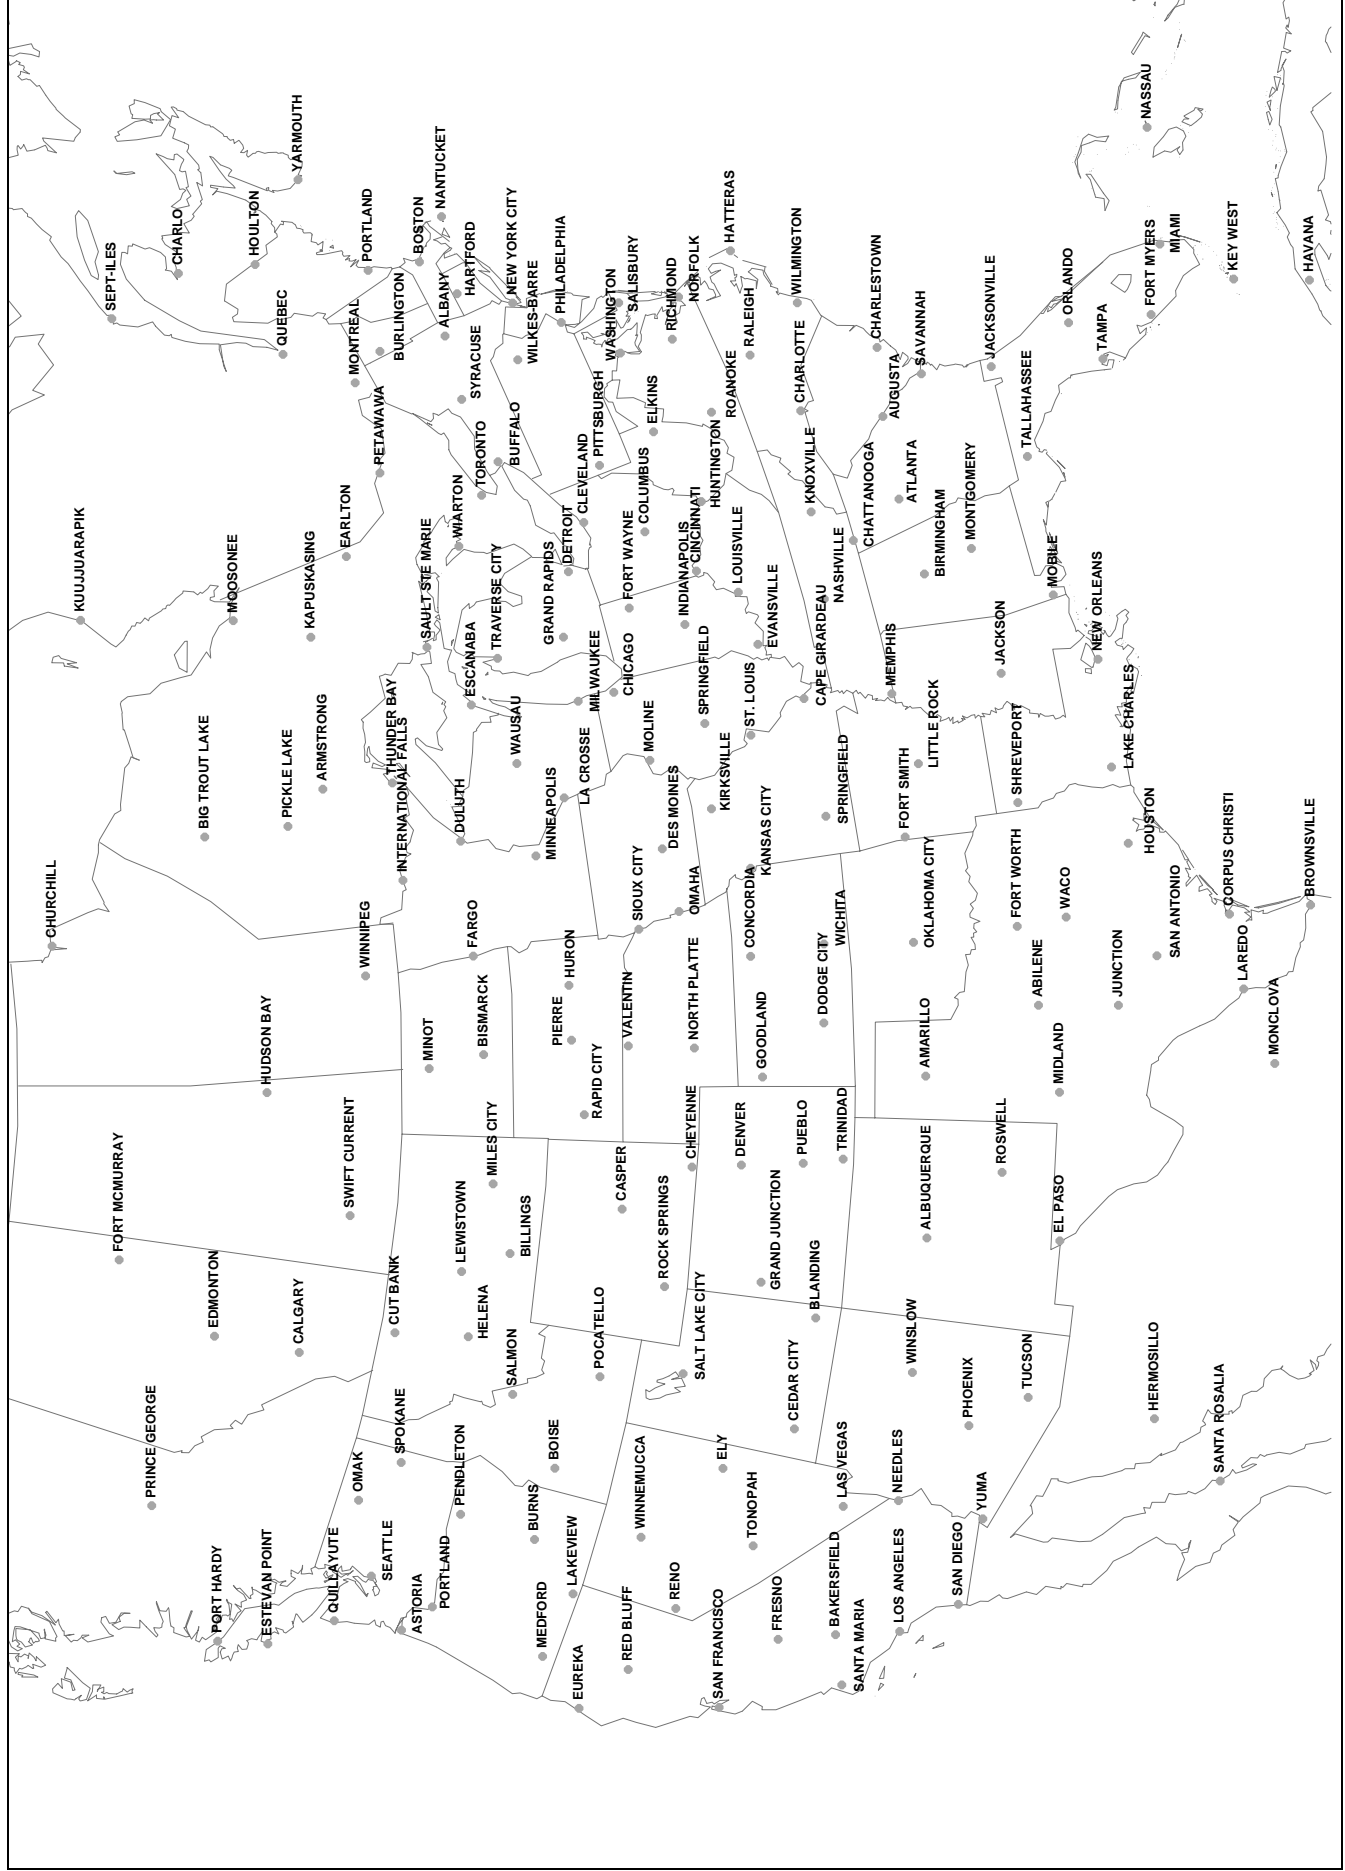 PORT HARDY
ESTEVAN POINT
QUILLAYUTE
SEATTLE
ASTORIA
PORTLAND
MEDFORD
EUREKA
LAKEVIEW
RED BLUFF
RENO
SAN FRANCISCO
FRESNO
BAKERSFIELD
SANTA MARIA
LOS ANGELES
SAN DIEGO
YUMA
PRINCE GEORGE
OMAK
SPOKANE
PENDLETON
BURNS
BOISE
WINNEMUCCA
ELY
TONOPAH
LAS VEGAS
NEEDLES
PHOENIX
TUCSON
HERMOSILLO
SANTA ROSALIA
EDMONTON
CALGARY
CUT BANK
HELENA
SALMON
POCATELLO
SALT LAKE CITY
CEDAR CITY
BLANDING
WINSLOW
FORT MCMURRAY
SWIFT CURRENT
LEWISTOWN
MILES CITY
BILLINGS
CASPER
ROCK SPRINGS
GRAND JUNCTION
CHEYENNE
DENVER
PUEBLO
TRINIDAD
ALBUQUERQUE
ROSWELL
EL PASO
HUDSON BAY
MINOT
BISMARCK
PIERRE
RAPID CITY
VALENTIN
NORTH PLATTE
GOODLAND
DODGE CITY
AMARILLO
MIDLAND
ABILENE
JUNCTION
LAREDO
MONCLOVA
CHURCHILL
WINNIPEG
FARGO
HURON
SIOUX CITY
OMAHA
CONCORDIA
WICHITA
OKLAHOMA CITY
FORT WORTH
WACO
SAN ANTONIO
CORPUS CHRISTI
BROWNSVILLE
HOUSTON
BIG TROUT LAKE
PICKLE LAKE
ARMSTRONG
THUNDER BAY
INTERNATIONAL FALLS
DULUTH
MINNEAPOLIS
WAUSAU
LA CROSSE
DES MOINES
MOLINE
KIRKSVILLE
KANSAS CITY
SPRINGFIELD
ST. LOUIS
SPRINGFIELD
FORT SMITH
LITTLE ROCK
SHREVEPORT
LAKE CHARLES
KUUJJUARAPIK
MOOSONEE
KAPUSKASING
EARLTON
SAULT STE MARIE
ESCANABA
TRAVERSE CITY
WIARTON
GRAND RAPIDS
DETROIT
MILWAUKEE
CHICAGO
FORT WAYNE
INDIANAPOLIS
CINCINNATI
LOUISVILLE
EVANSVILLE
CAPE GIRARDEAU
NASHVILLE
MEMPHIS
JACKSON
BIRMINGHAM
MONTGOMERY
MOBILE
NEW ORLEANS
PETAWAWA
TORONTO
BUFFALO
CLEVELAND
PITTSBURGH
COLUMBUS
ELKINS
HUNTINGTON
ROANOKE
KNOXVILLE
CHATTANOOGA
ATLANTA
AUGUSTA
TALLAHASSEE
SEPT-ILES
CHARLO
HOULTON
QUEBEC
MONTREAL
BURLINGTON
ALBANY
SYRACUSE
YARMOUTH
PORTLAND
BOSTON
NANTUCKET
HARTFORD
NEW YORK CITY
WILKES-BARRE
PHILADELPHIA
WASHINGTON
SALISBURY
RICHMOND
NORFOLK
HATTERAS
RALEIGH
WILMINGTON
CHARLOTTE
CHARLESTOWN
SAVANNAH
JACKSONVILLE
ORLANDO
TAMPA
FORT MYERS
MIAMI
KEY WEST
NASSAU
HAVANA